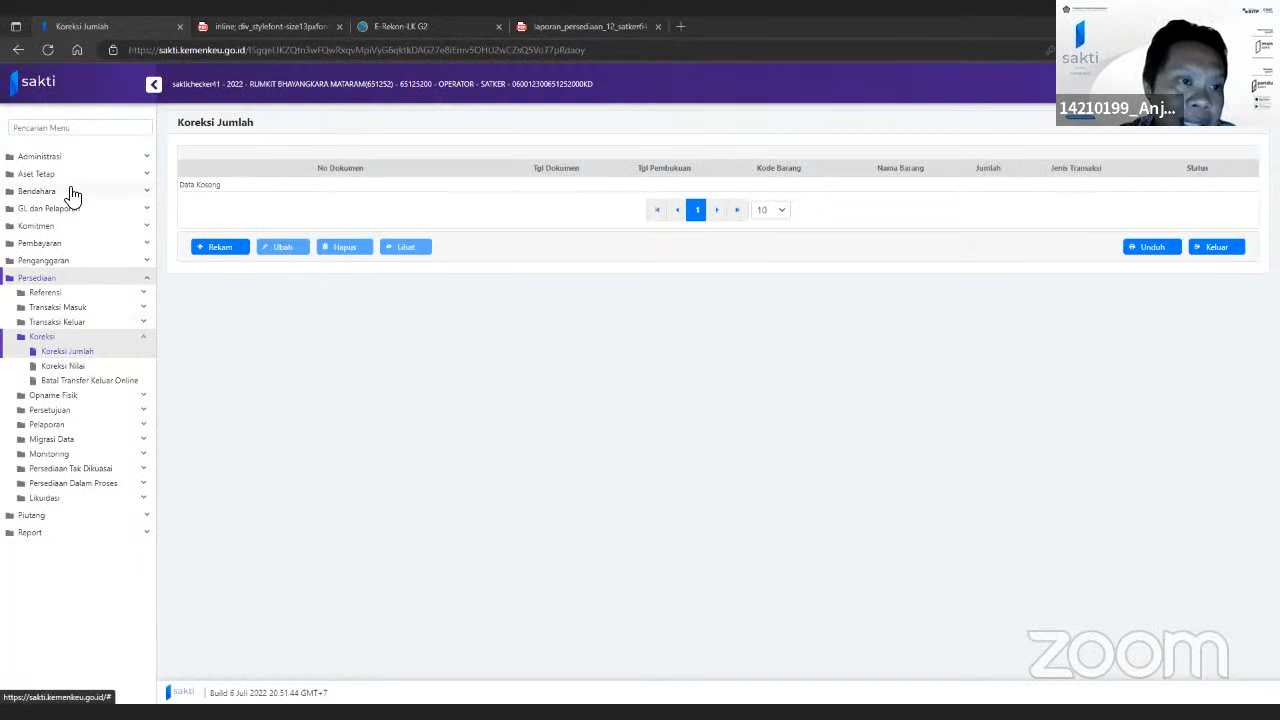 Koreksi Jumlah
inline; div_stylefont-size13pxfon
Rekon-LK G2
laporan_persediaan_12_satker(H
sakti
saktichecker41 - 2022 - RUMKIT BHAYANGKARA MATARAM
OPERATOR - SATKER
Koreksi Jumlah
Pencarian Menu
No Dokumen
Tgl Dokumen
Tgl Pembukuan
Kode Barang
Nama Barang
Jumlah
Jenis Transaksi
Status
Data Kosong
1
10
Rekam
Ubah
Hapus
Lihat
Unduh
Keluar
Administrasi
Aset Tetap
Bendahara
GL dan Pelapor
Komitmen
Pembayaran
Penganggaran
Persediaan
Referensi
Transaksi Masuk
Transaksi Keluar
Koreksi
Koreksi Jumlah
Koreksi Nilai
Batal Transfer Keluar Online
Opname Fisik
Persetujuan
Pelaporan
Migrasi Data
Monitoring
Persediaan Tak Dikuasai
Persediaan Dalam Proses
Likuidasi
Piutang
Report
sakti
14210199_Anj...
zoom
https://sakti.kemenkeu.go.id/#
sakti
Build 6 Juli 2022 20.51.44 GMT+7